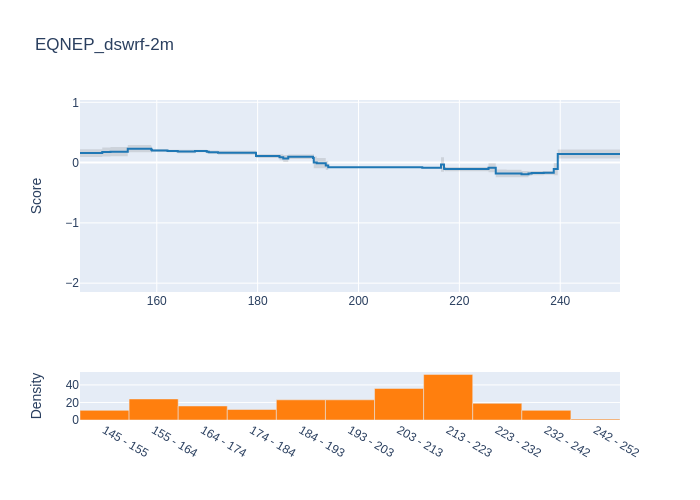 EQNEP_dswrf-2m
1
0
−1
−2
Score
160 180 200 220 240
40
20
0
Density
145 - 155
155 - 164
164 - 174
174 - 184
184 - 193
193 - 203
203 - 213
213 - 223
223 - 232
232 - 242
242 - 252